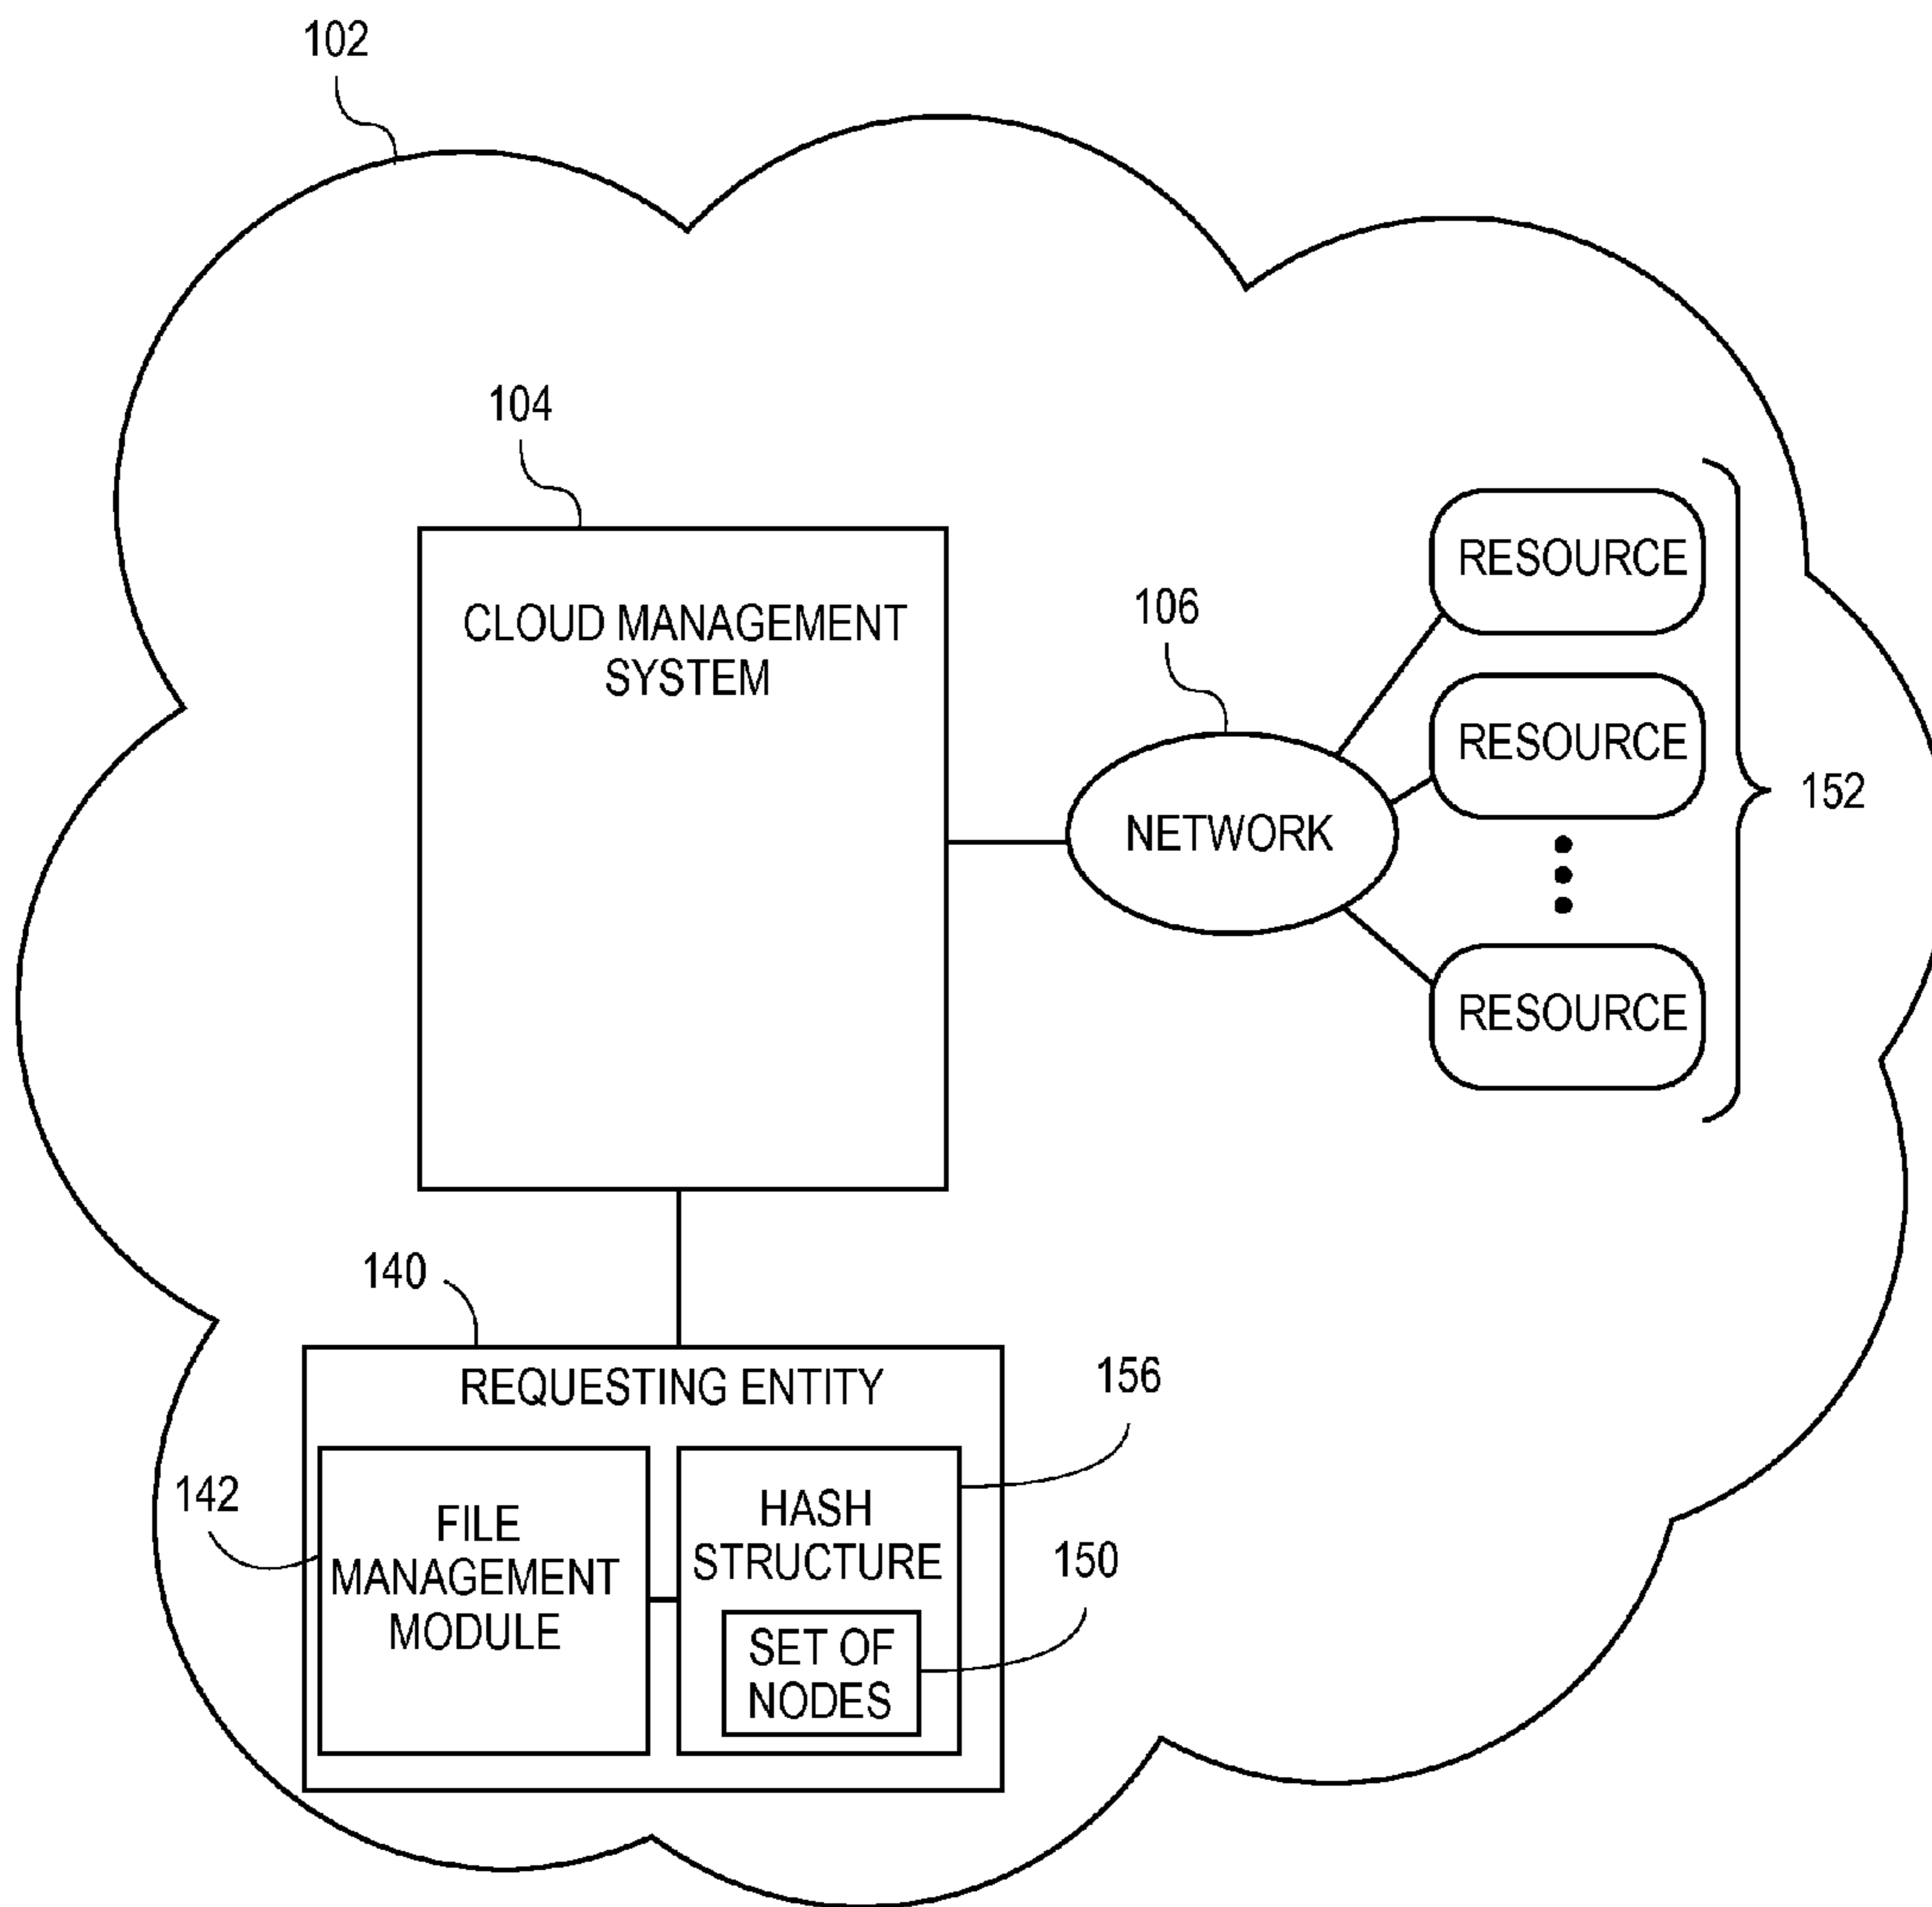 102
104
CLOUD MANAGEMENT
SYSTEM
106
NETWORK
RESOURCE
RESOURCE
RESOURCE
152
140
REQUESTING ENTITY
142
FILE
MANAGEMENT
MODULE
156
HASH
STRUCTURE
150
SET OF
NODES